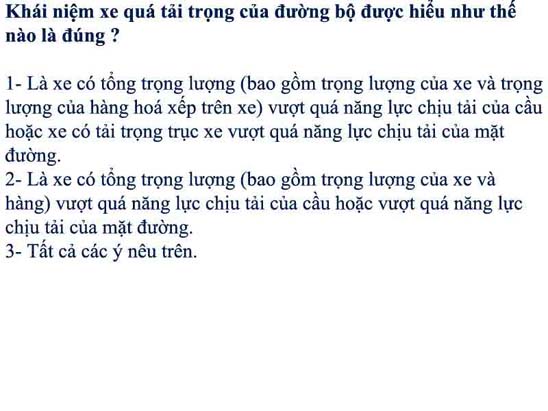 Khái niệm xe quá tải trọng của đường bộ được hiểu như thế
nào là đúng ?
1- Là xe có tổng trọng lượng (bao gồm trọng lượng của xe và trọng
lượng của hàng hoá xếp trên xe) vượt quá năng lực chịu tải của cầu
hoặc xe có tải trọng trục xe vượt quá năng lực chịu tải của mặt
đường.
2- Là xe có tổng trọng lượng (bao gồm trọng lượng của xe và
hàng) vượt quá năng lực chịu tải của cầu hoặc vượt quá năng lực
chịu tải của mặt đường.
3- Tất cả các ý nêu trên.